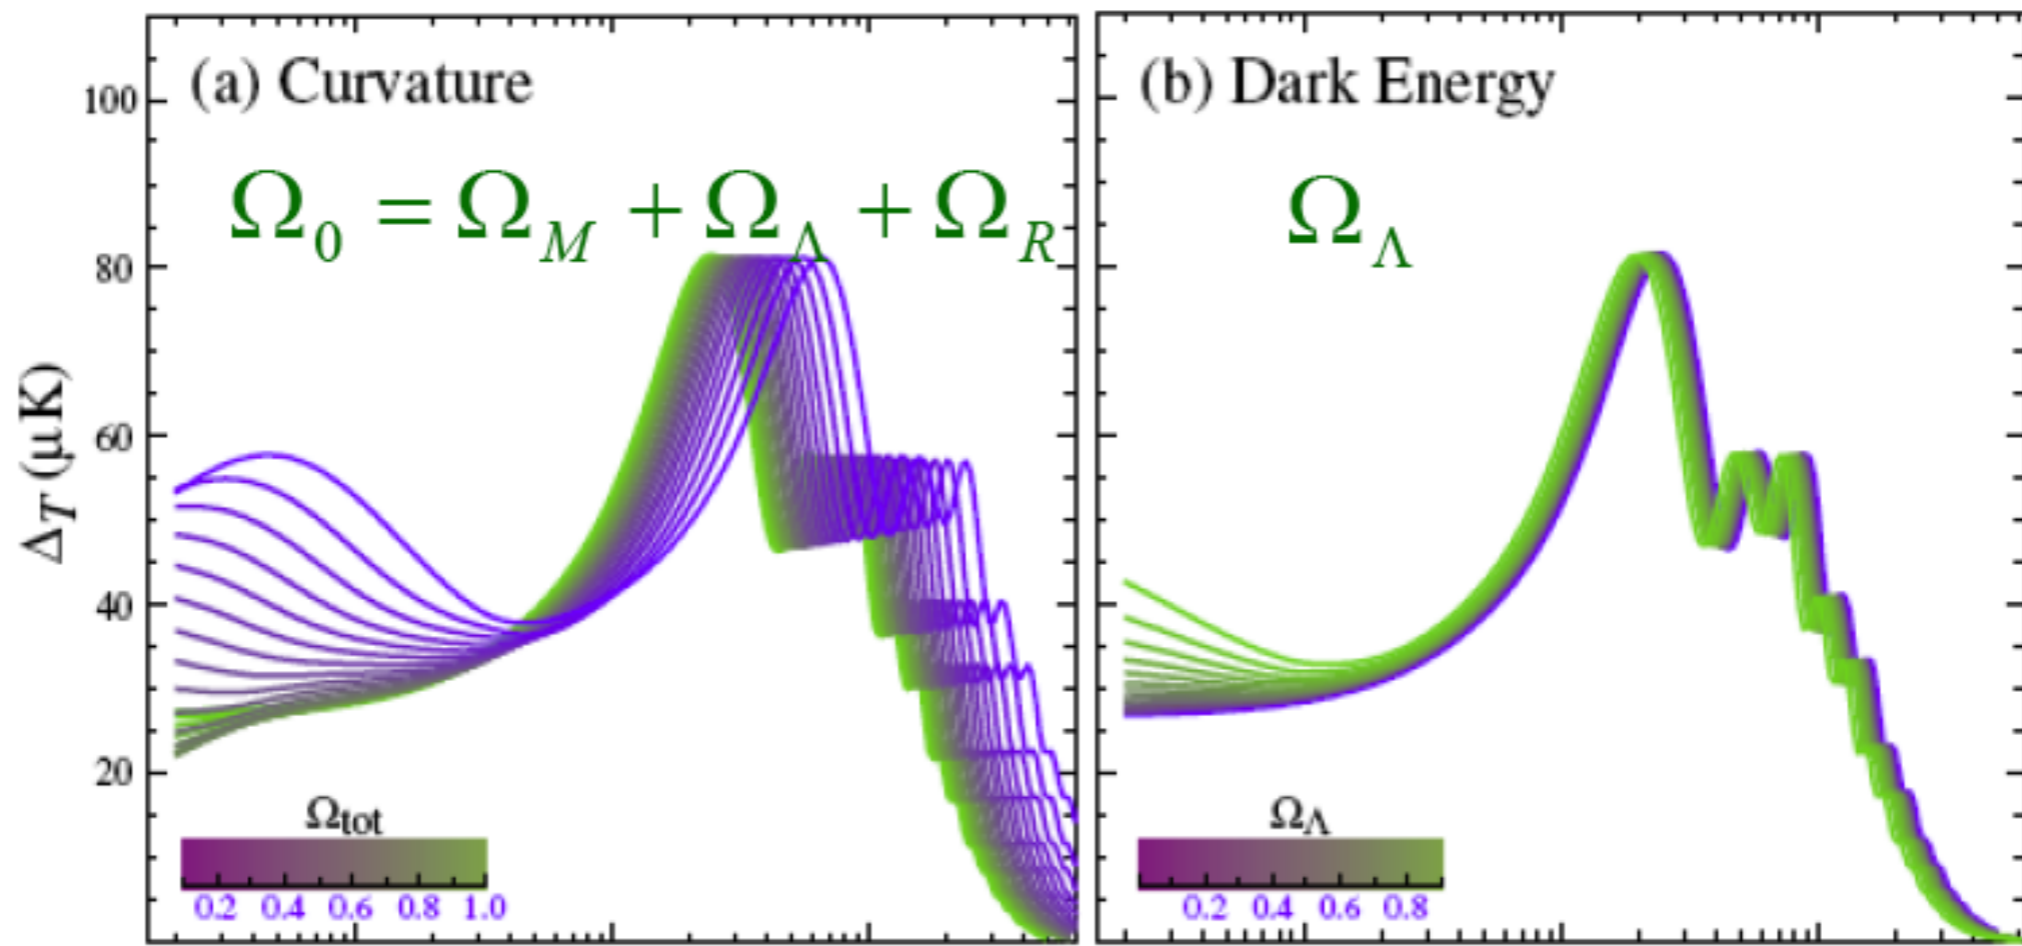 (a) Curvature
Ω₀ = Ω_M + Ω_Λ + Ω_R
100
80
60
40
20
Δ_T (μK)
Ω_tot
0.2 0.4 0.6 0.8 1.0
(b) Dark Energy
Ω_Λ
Ω_Λ
0.2 0.4 0.6 0.8